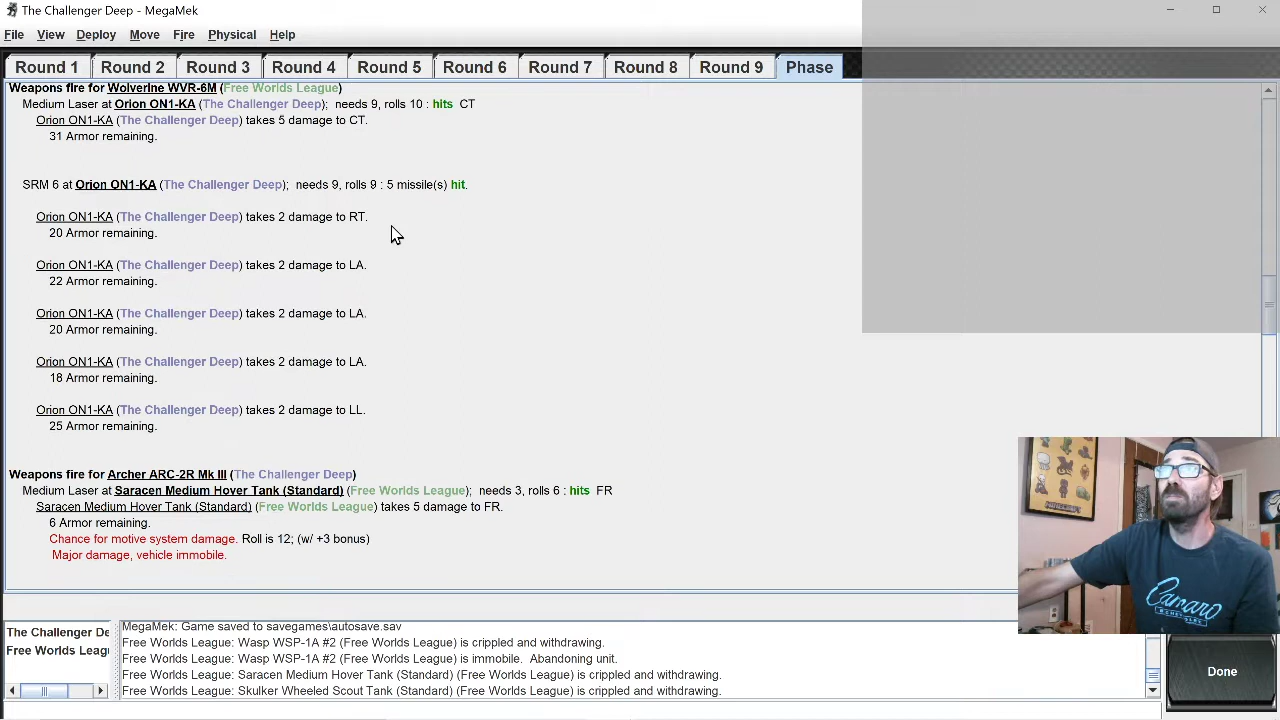 The Challenger Deep - MegaMek
File View Deploy Move Fire Physical Help
Round 1 Round 2 Round 3 Round 4 Round 5 Round 6 Round 7 Round 8 Round 9 Phase
Weapons fire for Wolverine WVR-6M (Free Worlds League)
Medium Laser at Orion ON1-KA (The Challenger Deep); needs 9, rolls 10 : hits CT
Orion ON1-KA (The Challenger Deep) takes 5 damage to CT.
31 Armor remaining.
SRM 6 at Orion ON1-KA (The Challenger Deep); needs 9, rolls 9 : 5 missile(s) hit.
Orion ON1-KA (The Challenger Deep) takes 2 damage to RT.
20 Armor remaining.
Orion ON1-KA (The Challenger Deep) takes 2 damage to LA.
22 Armor remaining.
Orion ON1-KA (The Challenger Deep) takes 2 damage to LA.
20 Armor remaining.
Orion ON1-KA (The Challenger Deep) takes 2 damage to LA.
18 Armor remaining.
Orion ON1-KA (The Challenger Deep) takes 2 damage to LL.
25 Armor remaining.
Weapons fire for Archer ARC-2R Mk III (The Challenger Deep)
Medium Laser at Saracen Medium Hover Tank (Standard) (Free Worlds League); needs 3, rolls 6 : hits FR
Saracen Medium Hover Tank (Standard) (Free Worlds League) takes 5 damage to FR.
6 Armor remaining.
Chance for motive system damage. Roll is 12; (w/ +3 bonus)
Major damage, vehicle immobile.
The Challenger De
Free Worlds Leag
MegaMek: Game saved to savegames\autosave.sav
Free Worlds League: Wasp WSP-1A #2 (Free Worlds League) is crippled and withdrawing.
Free Worlds League: Wasp WSP-1A #2 (Free Worlds League) is immobile. Abandoning unit.
Free Worlds League: Saracen Medium Hover Tank (Standard) (Free Worlds League) is crippled and withdrawing.
Free Worlds League: Skulker Wheeled Scout Tank (Standard) (Free Worlds League) is crippled and withdrawing.
Done
Camaro